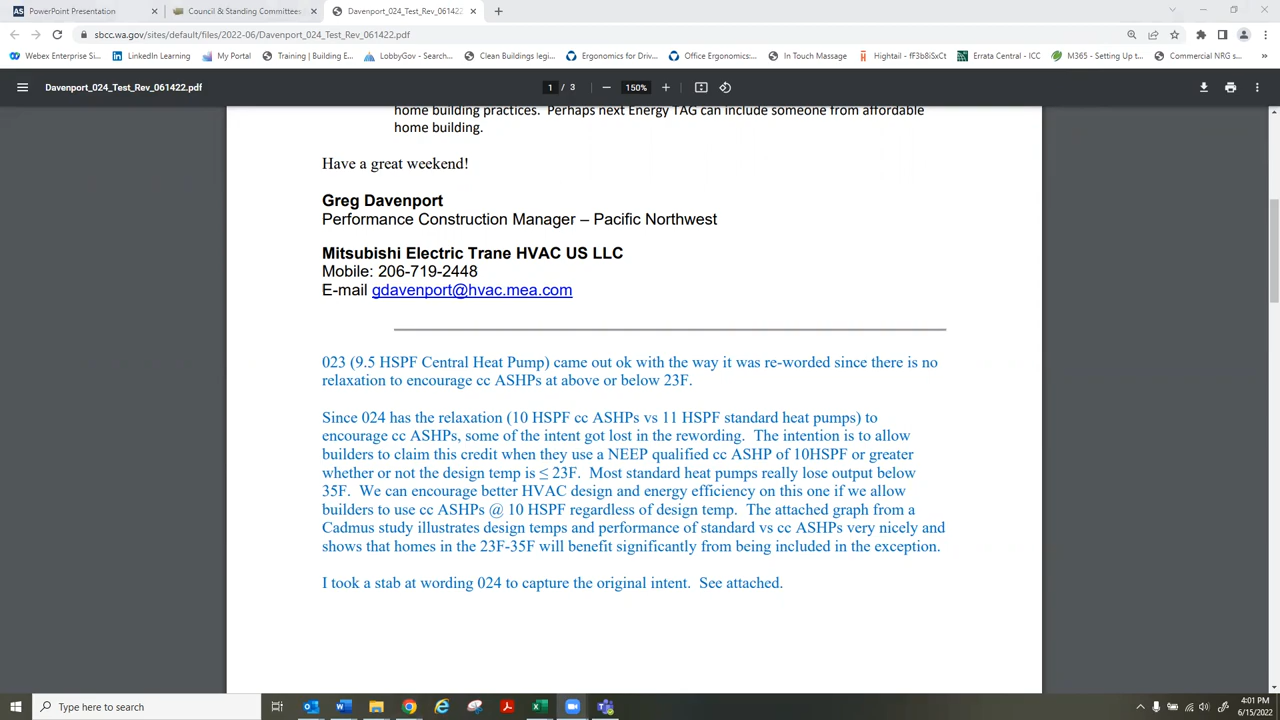 PowerPoint Presentation
Council & Standing Committees
Davenport_024_Test_Rev_061422.p
sbcc.wa.gov/sites/default/files/2022-06/Davenport_024_Test_Rev_061422.pdf
Webex Enterprise Si...
LinkedIn Learning
My Portal
Training | Building E...
LobbyGov - Search...
Clean Buildings legi...
Ergonomics for Driv...
Office Ergonomics:...
In Touch Massage
Hightail - fF3b8iSxCt
Errata Central - ICC
M365 - Setting Up t...
Commercial NRG s...
»
Davenport_024_Test_Rev_061422.pdf
1 / 3
150%
home building practices. Perhaps next Energy TAG can include someone from affordable
home building.
Have a great weekend!
Greg Davenport
Performance Construction Manager – Pacific Northwest
Mitsubishi Electric Trane HVAC US LLC
Mobile: 206-719-2448
E-mail gdavenport@hvac.mea.com
023 (9.5 HSPF Central Heat Pump) came out ok with the way it was re-worded since there is no
relaxation to encourage cc ASHPs at above or below 23F.
Since 024 has the relaxation (10 HSPF cc ASHPs vs 11 HSPF standard heat pumps) to
encourage cc ASHPs, some of the intent got lost in the rewording. The intention is to allow
builders to claim this credit when they use a NEEP qualified cc ASHP of 10HSPF or greater
whether or not the design temp is ≤ 23F. Most standard heat pumps really lose output below
35F. We can encourage better HVAC design and energy efficiency on this one if we allow
builders to use cc ASHPs @ 10 HSPF regardless of design temp. The attached graph from a
Cadmus study illustrates design temps and performance of standard vs cc ASHPs very nicely and
shows that homes in the 23F-35F will benefit significantly from being included in the exception.
I took a stab at wording 024 to capture the original intent. See attached.
Type here to search
4:01 PM
6/15/2022